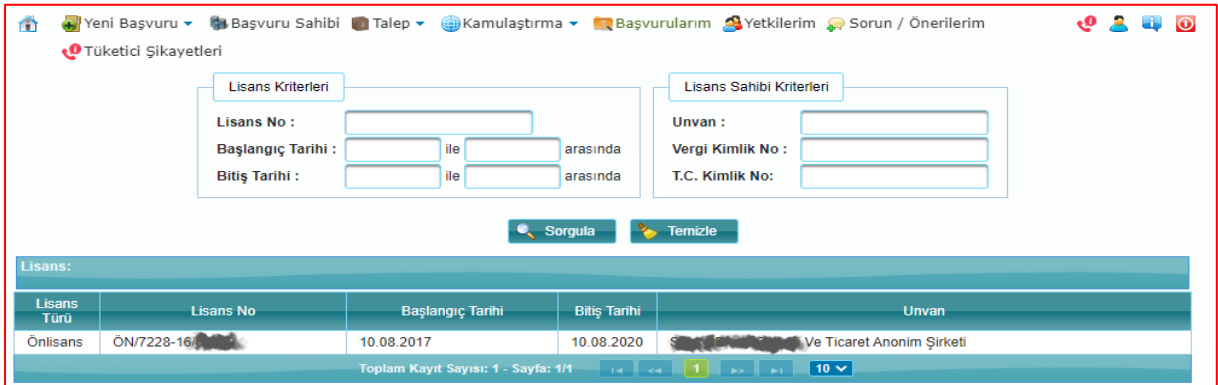 Yeni Başvuru Başvuru Sahibi Talep Kamulaştırma Başvurularım Yetkilerim Sorun / Önerilerim
Tüketici Şikayetleri
Lisans Kriterleri Lisans Sahibi Kriterleri
Lisans No : Unvan :
Başlangıç Tarihi : ile arasında Vergi Kimlik No :
Bitiş Tarihi : ile arasında T.C. Kimlik No:
Sorgula Temizle
Lisans:
Lisans Türü Lisans No Başlangıç Tarihi Bitiş Tarihi Unvan
Önlisans ÖN/7228-16/ 10.08.2017 10.08.2020 Ve Ticaret Anonim Şirketi
Toplam Kayıt Sayısı: 1 - Sayfa: 1/1 1 10